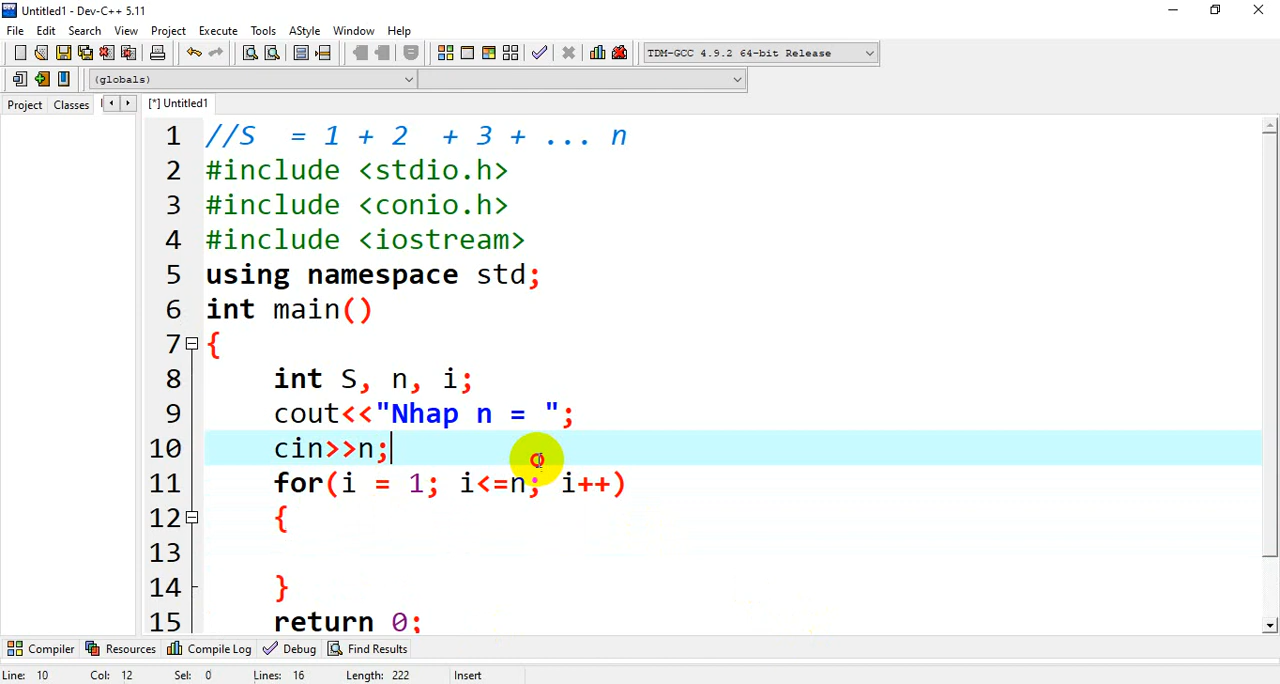 Untitled1 - Dev-C++ 5.11
File Edit Search View Project Execute Tools AStyle Window Help
TDM-GCC 4.9.2 64-bit Release
(globals)
Project Classes [*] Untitled1
1 //S = 1 + 2 + 3 + ... n
2 #include <stdio.h>
3 #include <conio.h>
4 #include <iostream>
5 using namespace std;
6 int main()
7 {
8 int S, n, i;
9 cout<<"Nhap n = ";
10 cin>>n;
11 for(i = 1; i<=n; i++)
12 {
13
14 }
15 return 0;
Compiler Resources Compile Log Debug Find Results
Line: 10 Col: 12 Sel: 0 Lines: 16 Length: 222 Insert